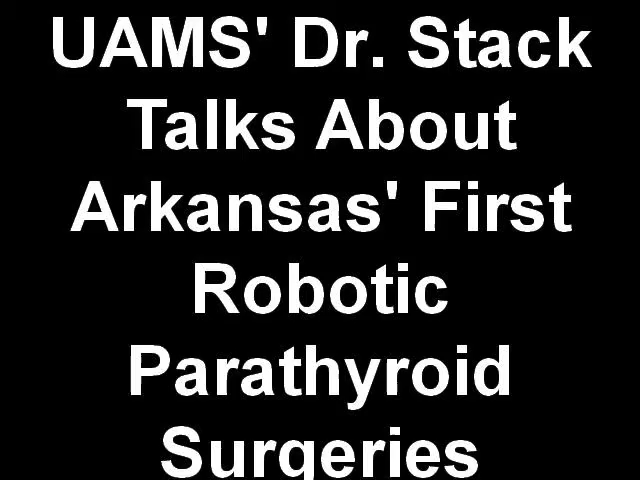 UAMS' Dr. Stack
Talks About
Arkansas' First
Robotic
Parathyroid
Surgeries